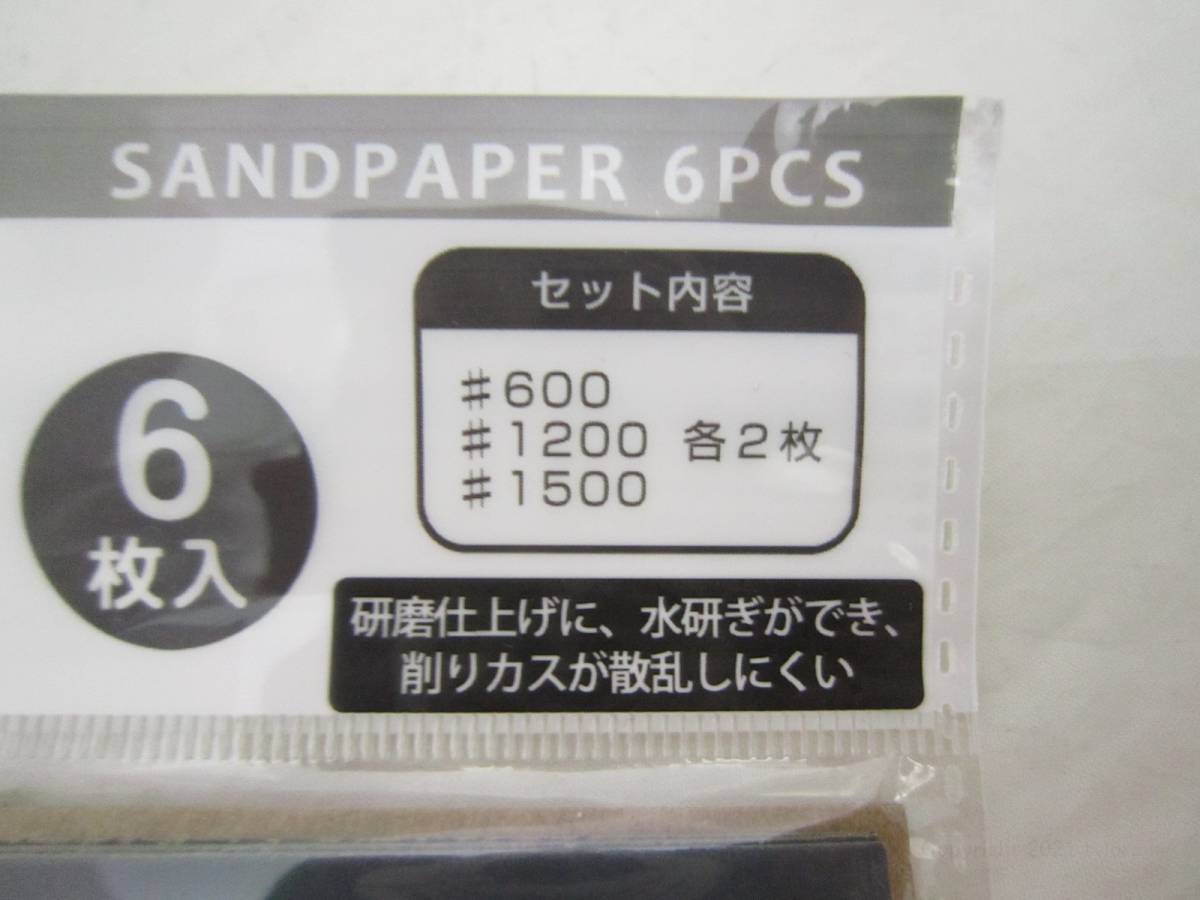 SANDPAPER 6PCS
セット内容
#600
#1200 各2枚
#1500
6
枚入
研磨仕上げに、水研ぎができ、
削りカスが散乱しにくい